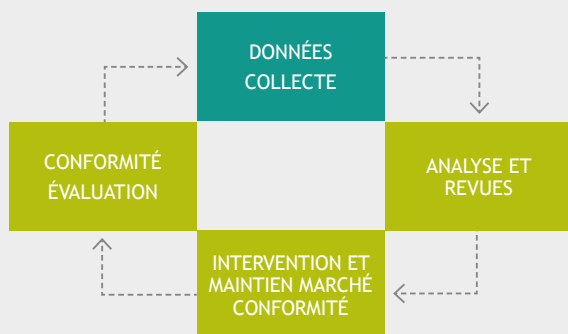 DONNÉES
COLLECTE
CONFORMITÉ
ÉVALUATION
ANALYSE ET
REVUES
INTERVENTION ET
MAINTIEN MARCHÉ
CONFORMITÉ